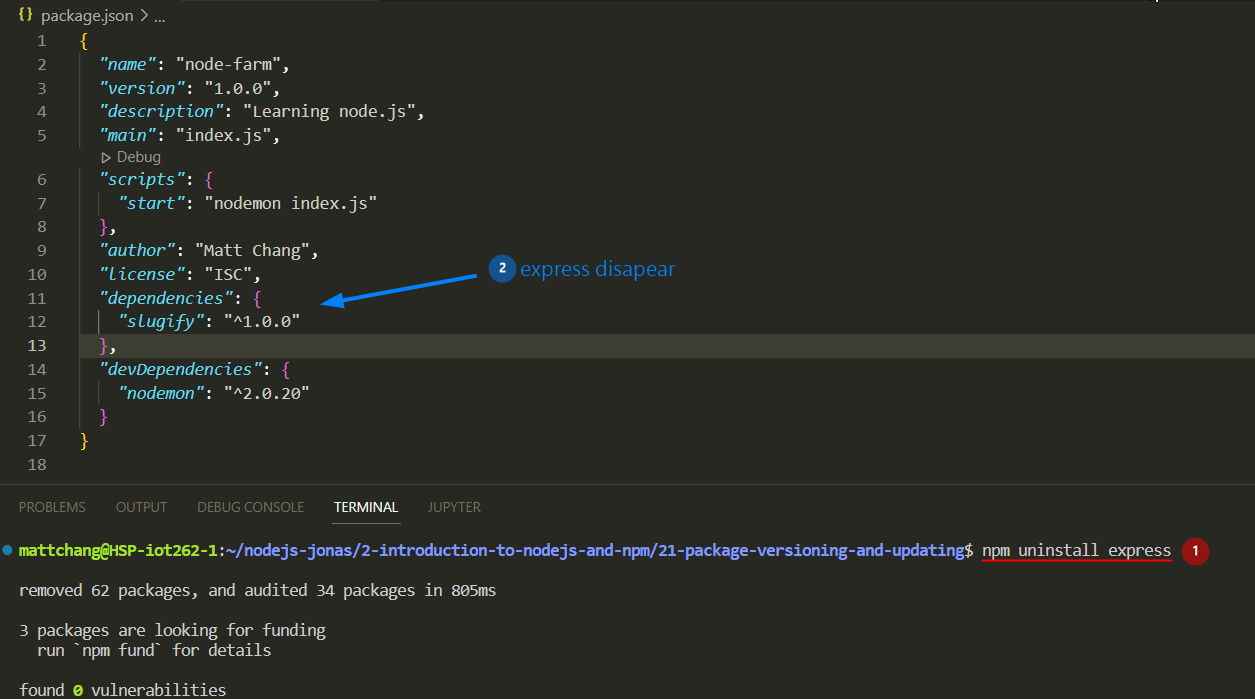 {} package.json > ...
1 {
2 "name": "node-farm",
3 "version": "1.0.0",
4 "description": "Learning node.js",
5 "main": "index.js",
Debug
6 "scripts": {
7 "start": "nodemon index.js"
8 },
9 "author": "Matt Chang",
10 "license": "ISC",
2 express disapear
11 "dependencies": {
12 "slugify": "^1.0.0"
13 },
14 "devDependencies": {
15 "nodemon": "^2.0.20"
16 }
17 }
18
PROBLEMS OUTPUT DEBUG CONSOLE TERMINAL JUPYTER
mattchang@HSP-iot262-1:~/nodejs-jonas/2-introduction-to-nodejs-and-npm/21-package-versioning-and-updating$ npm uninstall express 1
removed 62 packages, and audited 34 packages in 805ms
3 packages are looking for funding
run `npm fund` for details
found 0 vulnerabilities